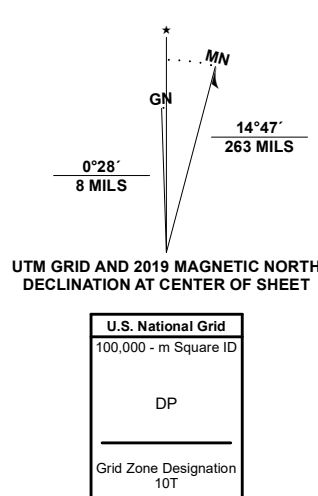 ★
MN
GN
14°47´
263 MILS
0°28´
8 MILS
UTM GRID AND 2019 MAGNETIC NORTH
DECLINATION AT CENTER OF SHEET
U.S. National Grid
100,000 - m Square ID
DP
Grid Zone Designation
10T